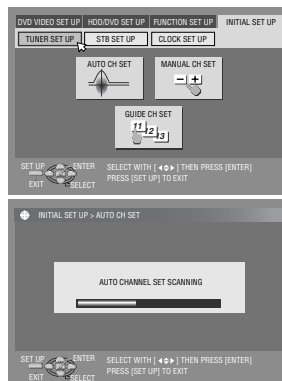 DVD VIDEO SET UP HDD/DVD SET UP FUNCTION SET UP INITIAL SET UP
TUNER SET UP STB SET UP CLOCK SET UP
AUTO CH SET MANUAL CH SET
GUIDE CH SET
11 12 13
SET UP ENTER SELECT WITH [ ] THEN PRESS [ENTER]
EXIT SELECT PRESS [SET UP] TO EXIT
INITIAL SET UP > AUTO CH SET
AUTO CHANNEL SET SCANNING
SET UP ENTER SELECT WITH [ ] THEN PRESS [ENTER]
EXIT SELECT PRESS [SET UP] TO EXIT